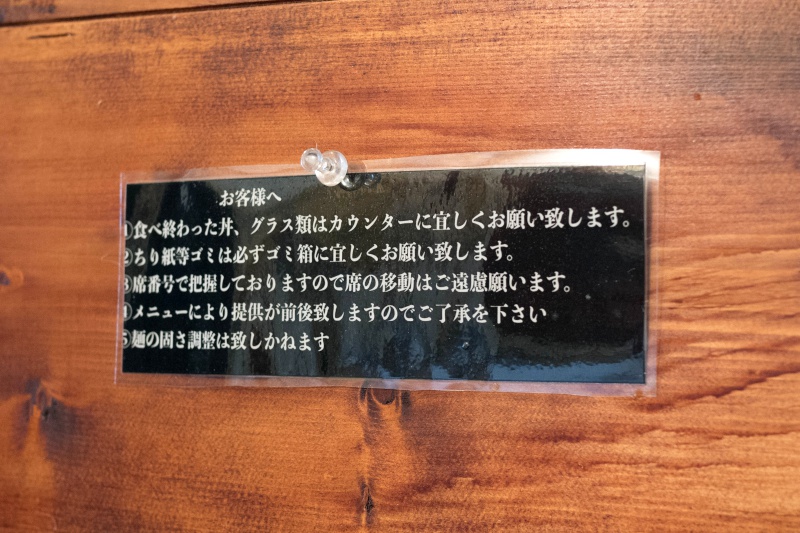 お客様へ
①食べ終わった丼、グラス類はカウンターに宜しくお願い致します。
②ちり紙等ゴミは必ずゴミ箱に宜しくお願い致します。
③席番号で把握しておりますので席の移動はご遠慮願います。
④メニューにより提供が前後致しますのでご了承を下さい
⑤麺の固さ調整は致しかねます